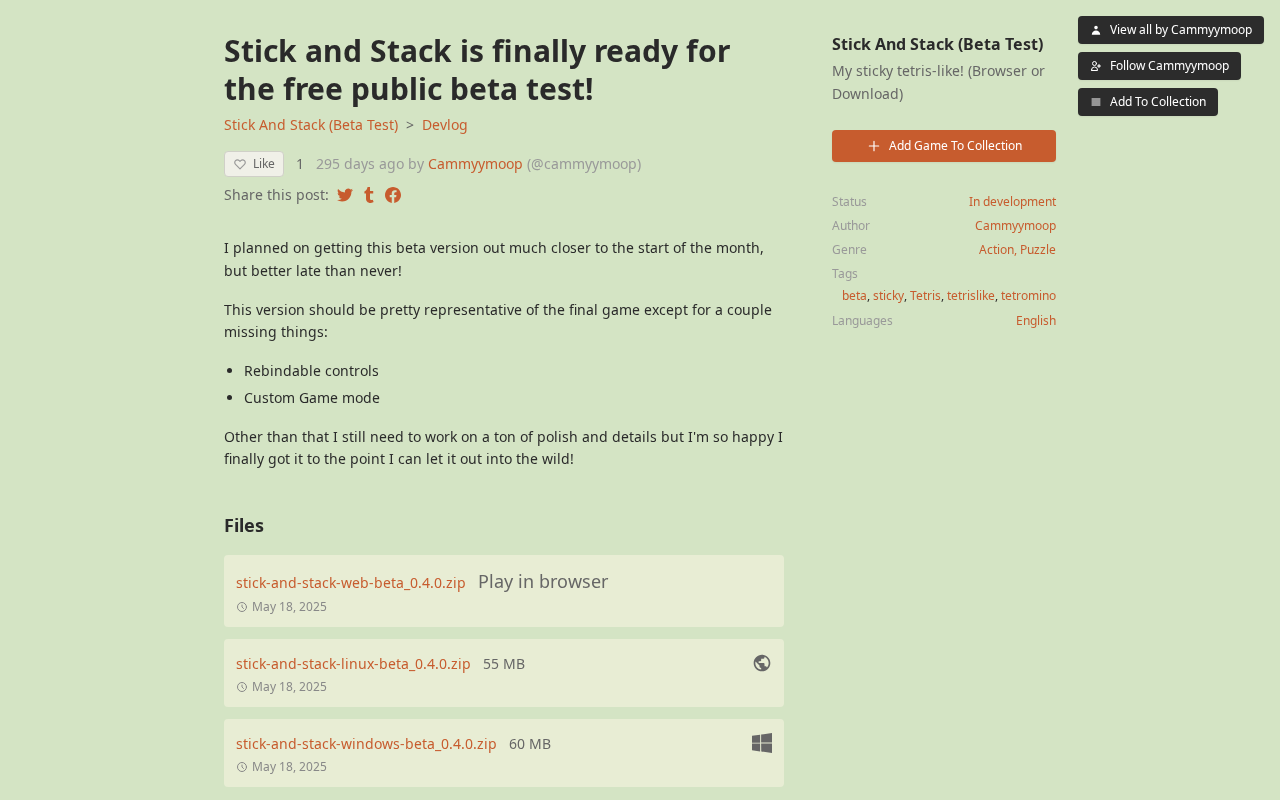 Stick and Stack is finally ready for
the free public beta test!
Stick And Stack (Beta Test) > Devlog
Like 1 295 days ago by Cammyymoop (@cammyymoop)
Share this post:
I planned on getting this beta version out much closer to the start of the month,
but better late than never!
This version should be pretty representative of the final game except for a couple
missing things:
• Rebindable controls
• Custom Game mode
Other than that I still need to work on a ton of polish and details but I'm so happy I
finally got it to the point I can let it out into the wild!
Files
stick-and-stack-web-beta_0.4.0.zip Play in browser
May 18, 2025
stick-and-stack-linux-beta_0.4.0.zip 55 MB
May 18, 2025
stick-and-stack-windows-beta_0.4.0.zip 60 MB
May 18, 2025
Stick And Stack (Beta Test)
My sticky tetris-like! (Browser or
Download)
Add Game To Collection
Status In development
Author Cammyymoop
Genre Action, Puzzle
Tags
beta, sticky, Tetris, tetrislike, tetromino
Languages English
View all by Cammyymoop
Follow Cammyymoop
Add To Collection